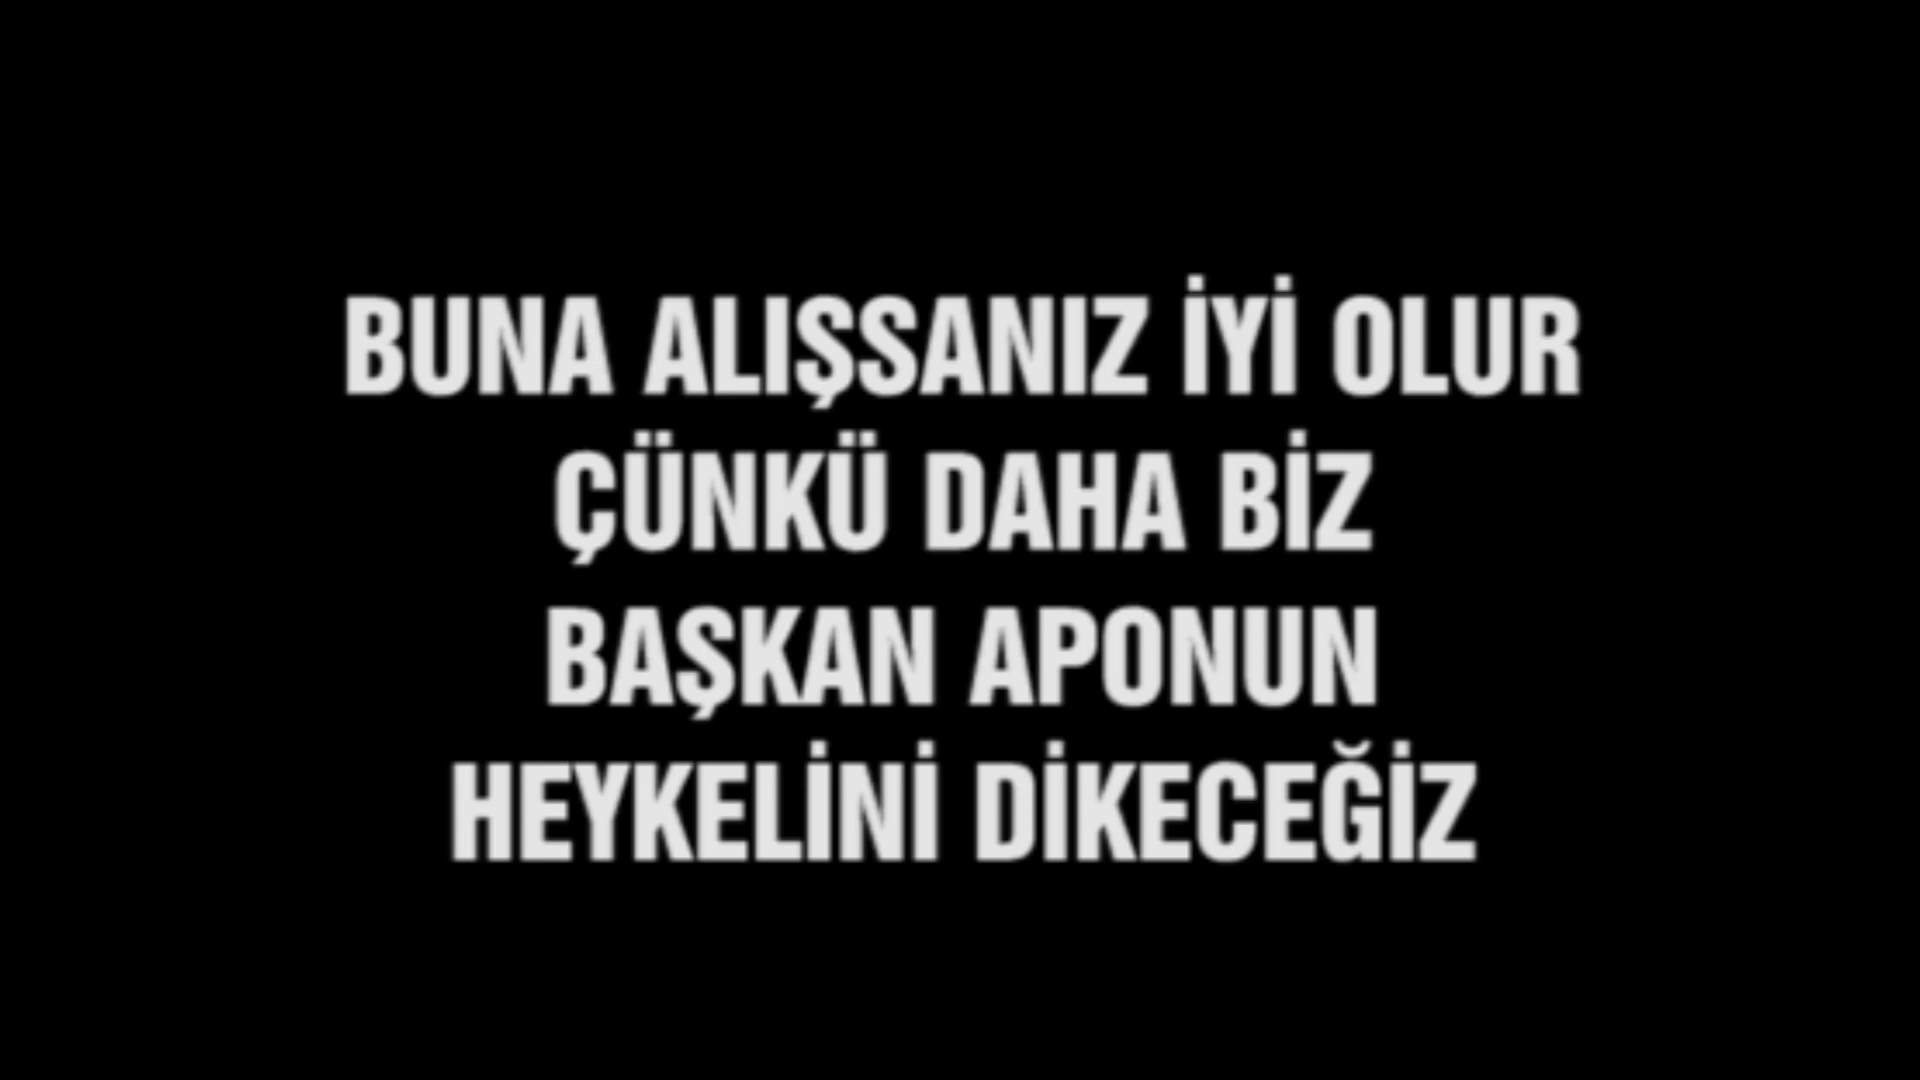 BUNA ALIŞSANIZ İYİ OLUR
ÇÜNKÜ DAHA BİZ
BAŞKAN APONUN
HEYKELİNİ DİKECEĞİZ